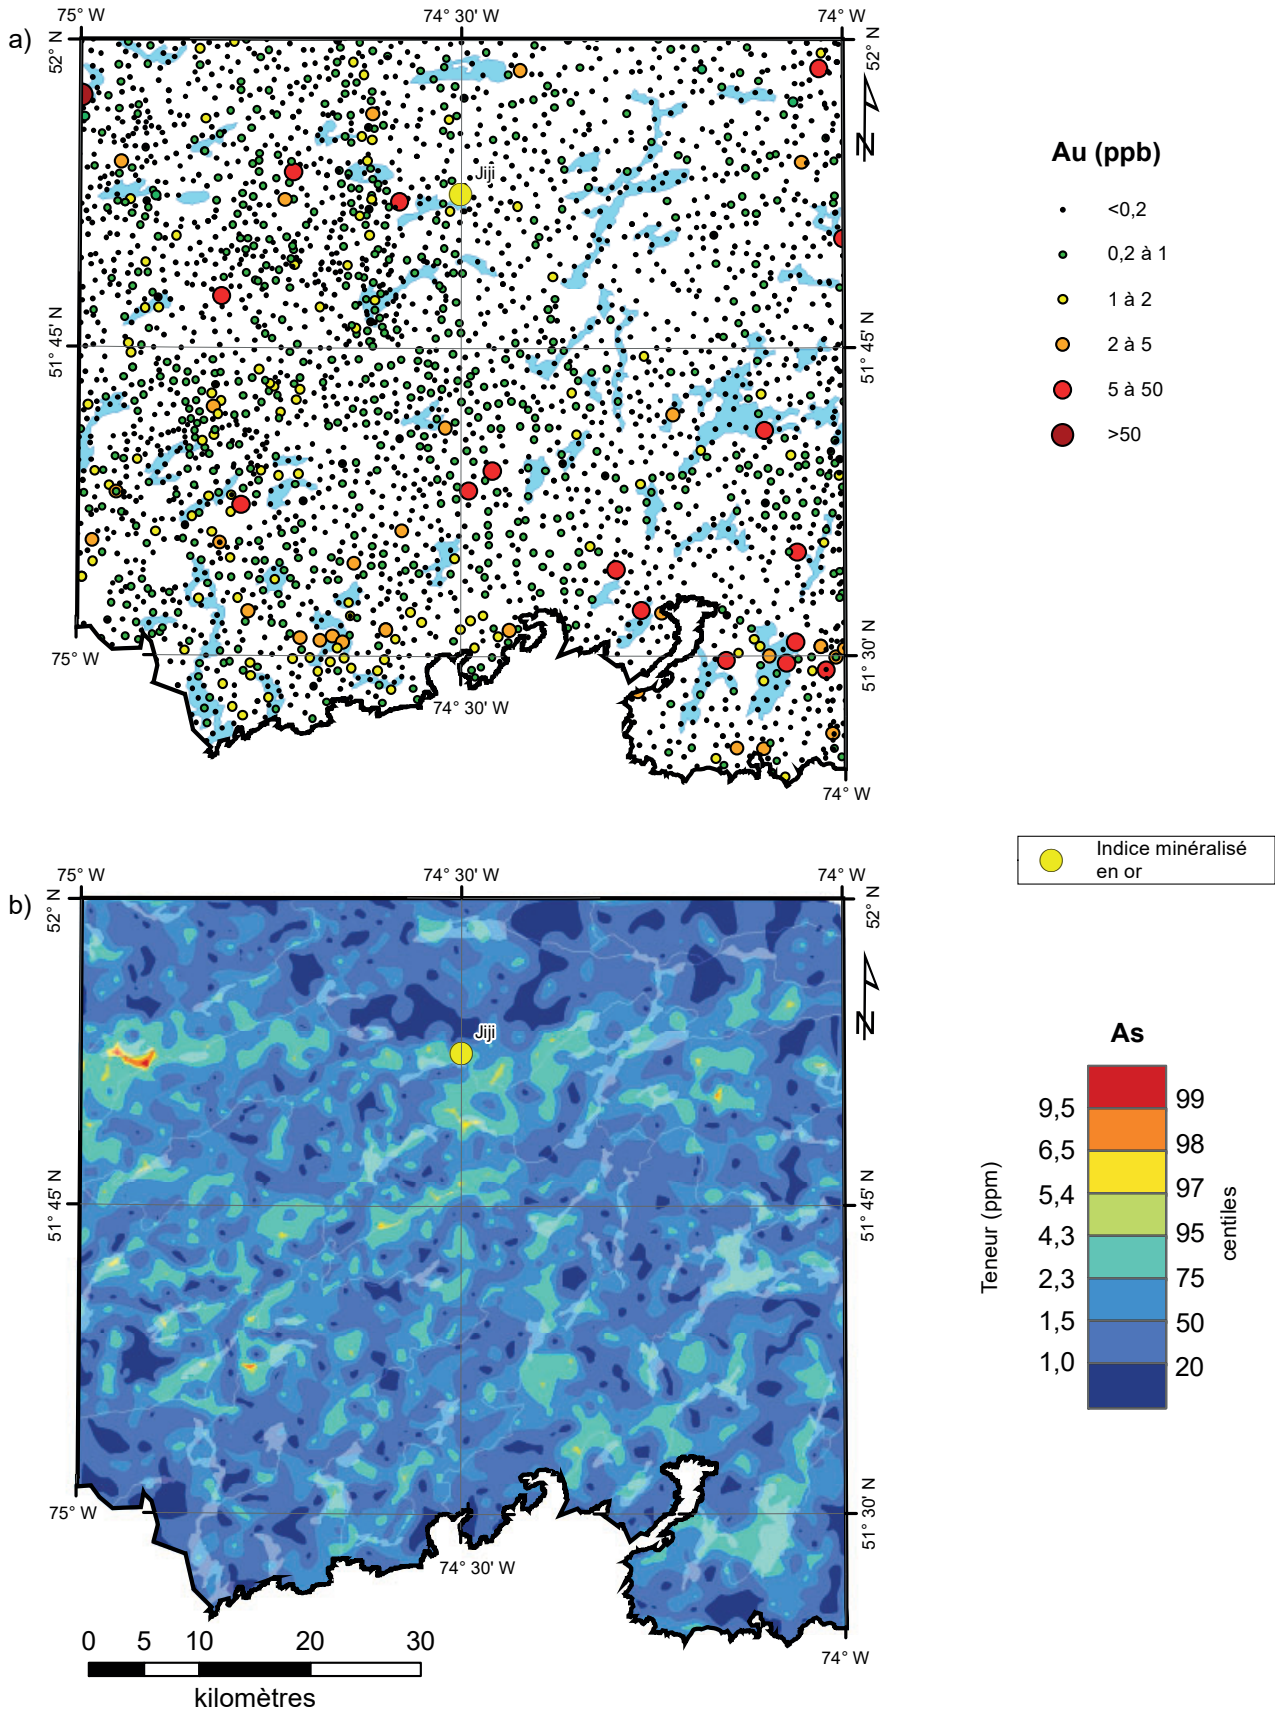 a)
75° W
74° 30' W
74° W
52° N
52° N
N
Jiji
51° 45' N
51° 45' N
75° W
51° 30' N
74° 30' W
74° W
Au (ppb)
<0,2
0,2 à 1
1 à 2
2 à 5
5 à 50
>50
Indice minéralisé
en or
b)
75° W
74° 30' W
74° W
52° N
52° N
N
Jiji
51° 45' N
51° 45' N
75° W
51° 30' N
74° 30' W
74° W
As
Teneur (ppm)
9,5
6,5
5,4
4,3
2,3
1,5
1,0
99
98
97
95
75
50
20
centiles
0 5 10 20 30
kilomètres